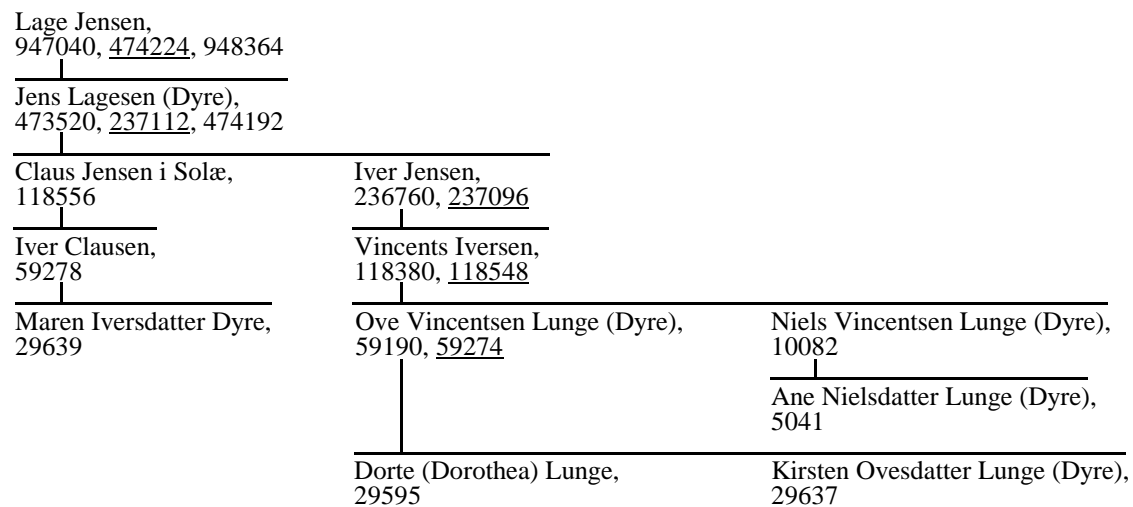 Lage Jensen,
947040, 474224, 948364
Jens Lagesen (Dyre),
473520, 237112, 474192
Claus Jensen i Solæ,
118556
Iver Jensen,
236760, 237096
Iver Clausen,
59278
Vincents Iversen,
118380, 118548
Maren Iversdatter Dyre,
29639
Ove Vincentsen Lunge (Dyre),
59190, 59274
Niels Vincentsen Lunge (Dyre),
10082
Ane Nielsdatter Lunge (Dyre),
5041
Dorte (Dorothea) Lunge,
29595
Kirsten Ovesdatter Lunge (Dyre),
29637